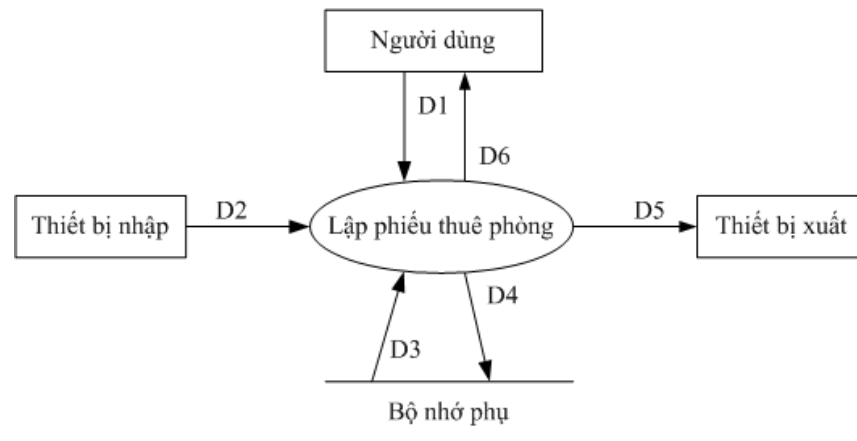 Người dùng
D1
D6
Thiết bị nhập
D2
Lập phiếu thuê phòng
D5
Thiết bị xuất
D4
D3
Bộ nhớ phụ